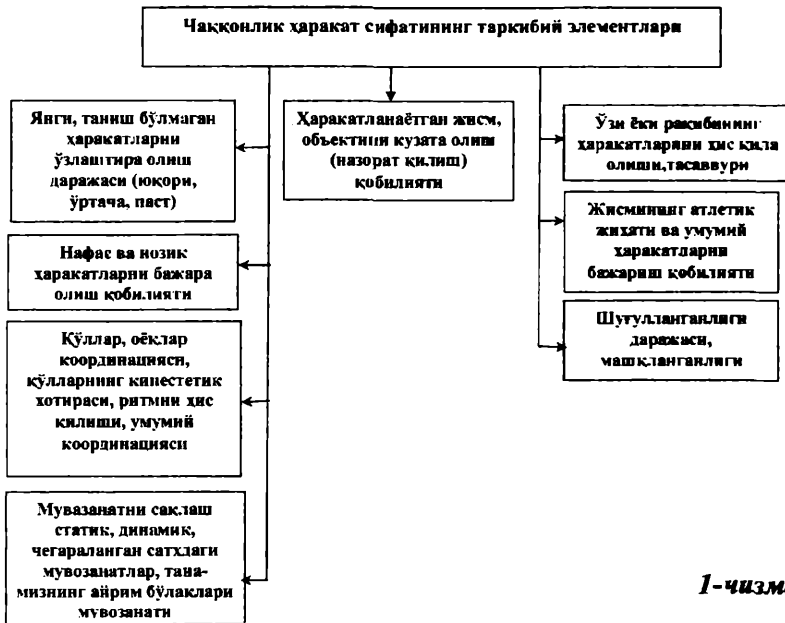 Чаққонлик ҳаракат сифатининг таркибий элементлари
Янги, таниш бўлмаган
ҳаракатларни
ўзлаштира олиш
даражаси (юқори,
ўртача, паст)
Нафас ва нозик
ҳаракатларни бажара
олиш қобилияти
Қўллар, оёқлар
координацияси,
қўлларнинг кинестетик
хотираси, ритмни ҳис
қилиши, умумий
координацияси
Мувазанатни сақлаш
статик, динамик,
чегараланган сатҳдаги
мувозанатлар, тана-
мизнинг айрим бўлаклари
мувозанати
Ҳаракатланаётган жисм,
объектини кузата олиш
(назорат қилиш)
қобилияти
Ўзи ёки рақибининг
ҳаракатларини ҳис қила
олиши,тасаввури
Жисмининг атлетик
жиҳати ва умумий
ҳаракатларни
бажариш қобилияти
Шуғулланганлиги
даражаси,
машқланганлиги
1-чизм